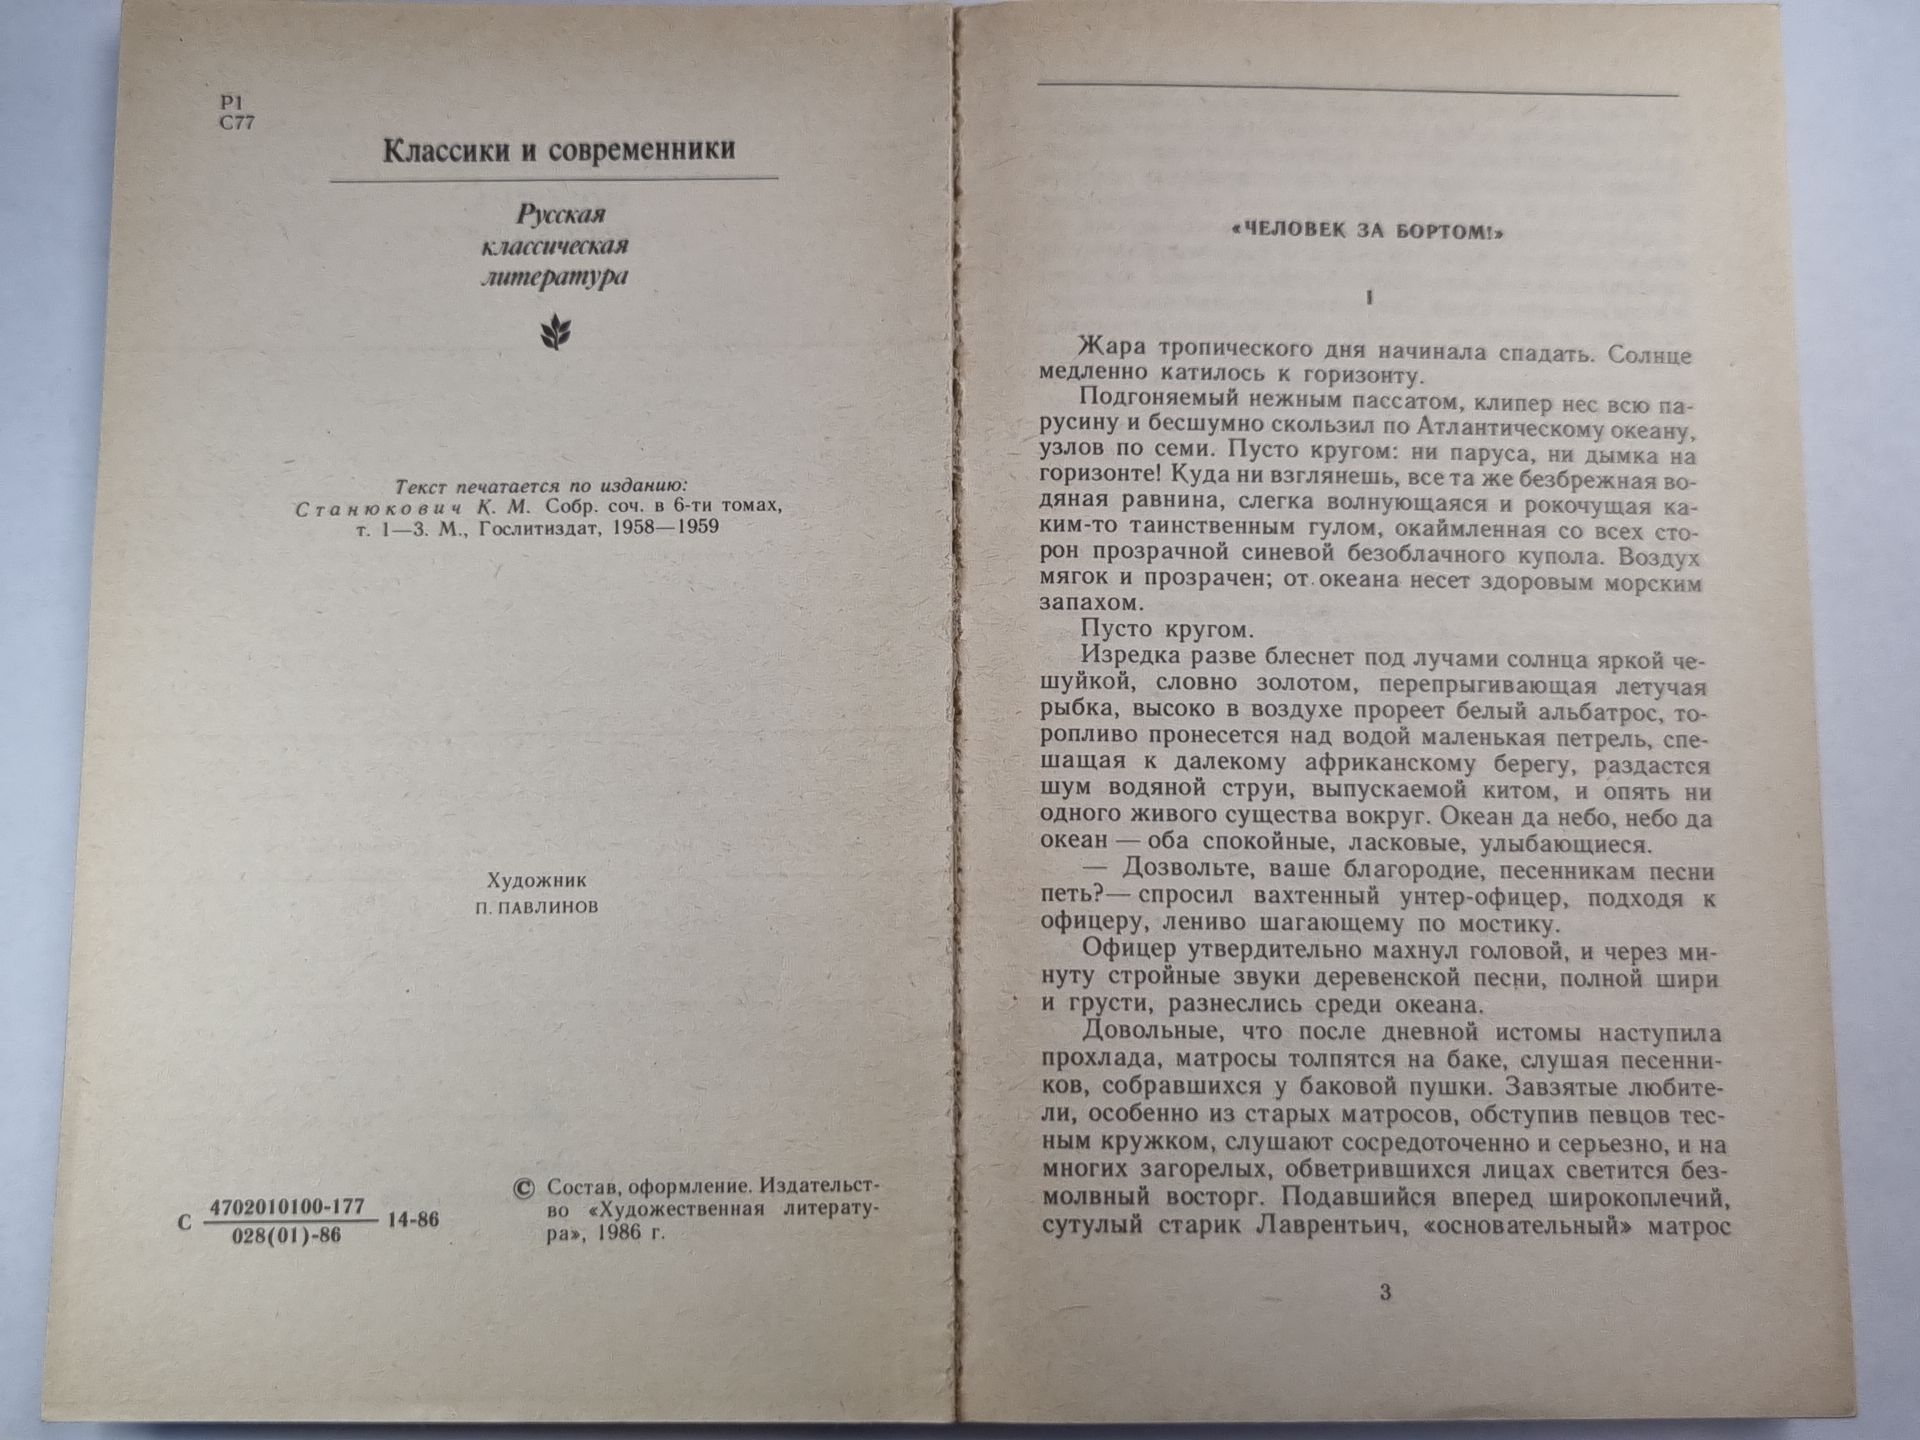 Р1
С77
Классики и современники
Русская
классическая
литература
Текст печатается по изданию:
Станюкович К. М. Собр. соч. в 6-ти томах,
т. 1—3. М., Гослитиздат, 1958—1959
Художник
П. ПАВЛИНОВ
С 4702010100-177 14-86
028(01)-86
© Состав, оформление. Издательст-
во «Художественная литерату-
ра», 1986 г.
«ЧЕЛОВЕК ЗА БОРТОМ!»
1
Жара тропического дня начинала спадать. Солнце
медленно катилось к горизонту.
Подгоняемый нежным пассатом, клипер нес всю па-
русину и бесшумно скользил по Атлантическому океану,
узлов по семи. Пусто кругом: ни паруса, ни дымка на
горизонте! Куда ни взглянешь, все та же безбрежная во-
дяная равнина, слегка волнующаяся и рокочущая ка-
ким-то таинственным гулом, окаймленная со всех сто-
рон прозрачной синевой безоблачного купола. Воздух
мягок и прозрачен; от океана несет здоровым морским
запахом.
Пусто кругом.
Изредка разве блеснет под лучами солнца яркой че-
шуйкой, словно золотом, перепрыгивающая летучая
рыбка, высоко в воздухе прореет белый альбатрос, то-
ропливо пронесется над водой маленькая петрель, спе-
шащая к далекому африканскому берегу, раздастся
шум водяной струи, выпускаемой китом, и опять ни
одного живого существа вокруг. Океан да небо, небо да
океан — оба спокойные, ласковые, улыбающиеся.
— Дозвольте, ваше благородие, песенникам песни
петь?— спросил вахтенный унтер-офицер, подходя к
офицеру, лениво шагающему по мостику.
Офицер утвердительно махнул головой, и через ми-
нуту стройные звуки деревенской песни, полной шири
и грусти, разнеслись среди океана.
Довольные, что после дневной истомы наступила
прохлада, матросы толпятся на баке, слушая песенни-
ков, собравшихся у баковой пушки. Завзятые любите-
ли, особенно из старых матросов, обступив певцов тес-
ным кружком, слушают сосредоточенно и серьезно, и на
многих загорелых, обветрившихся лицах светится без-
молвный восторг. Подавшийся вперед широкоплечий,
сутулый старик Лаврентьич, «основательный» матрос
3